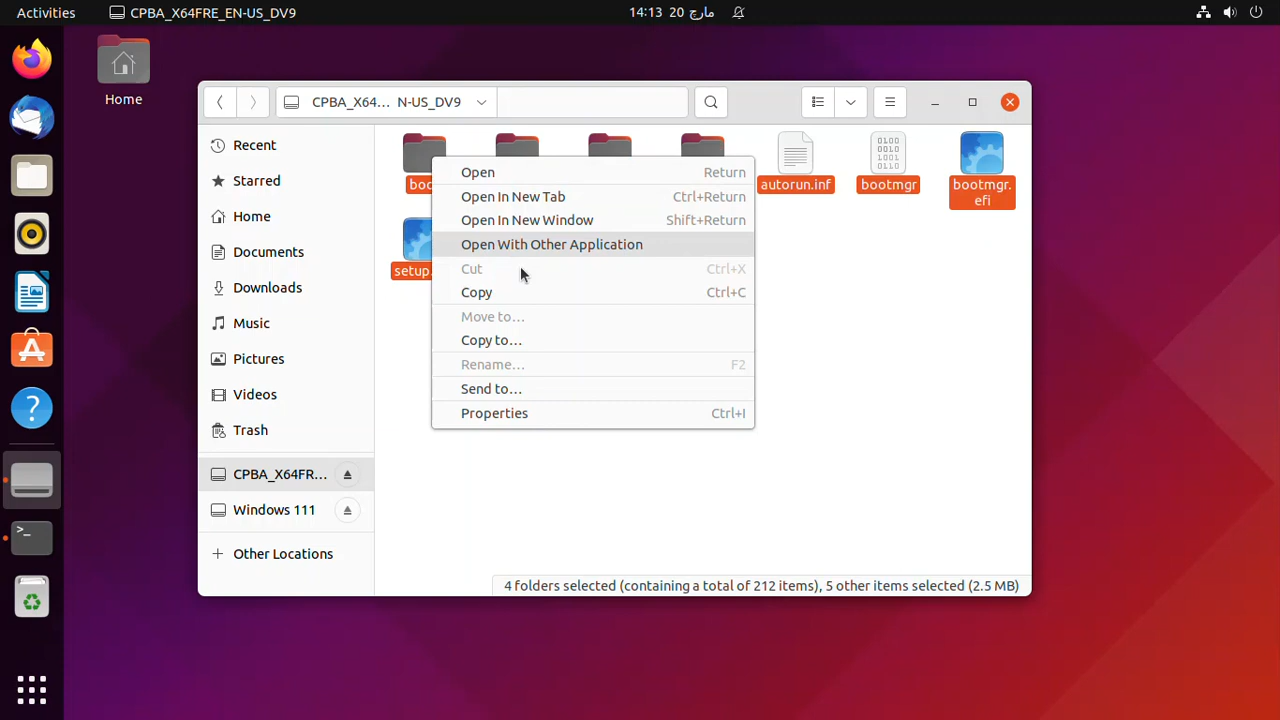 Activities
CPBA_X64FRE_EN-US_DV9
14:13 20 مارچ
Home
CPBA_X64... N-US_DV9
Recent
Starred
Home
Documents
Downloads
Music
Pictures
Videos
Trash
CPBA_X64FR...
Windows 111
+ Other Locations
autorun.inf
bootmgr
bootmgr.
efi
boo
setup.
Open Return
Open In New Tab Ctrl+Return
Open In New Window Shift+Return
Open With Other Application
Cut Ctrl+X
Copy Ctrl+C
Move to…
Copy to…
Rename… F2
Send to…
Properties Ctrl+I
4 folders selected (containing a total of 212 items), 5 other items selected (2.5 MB)